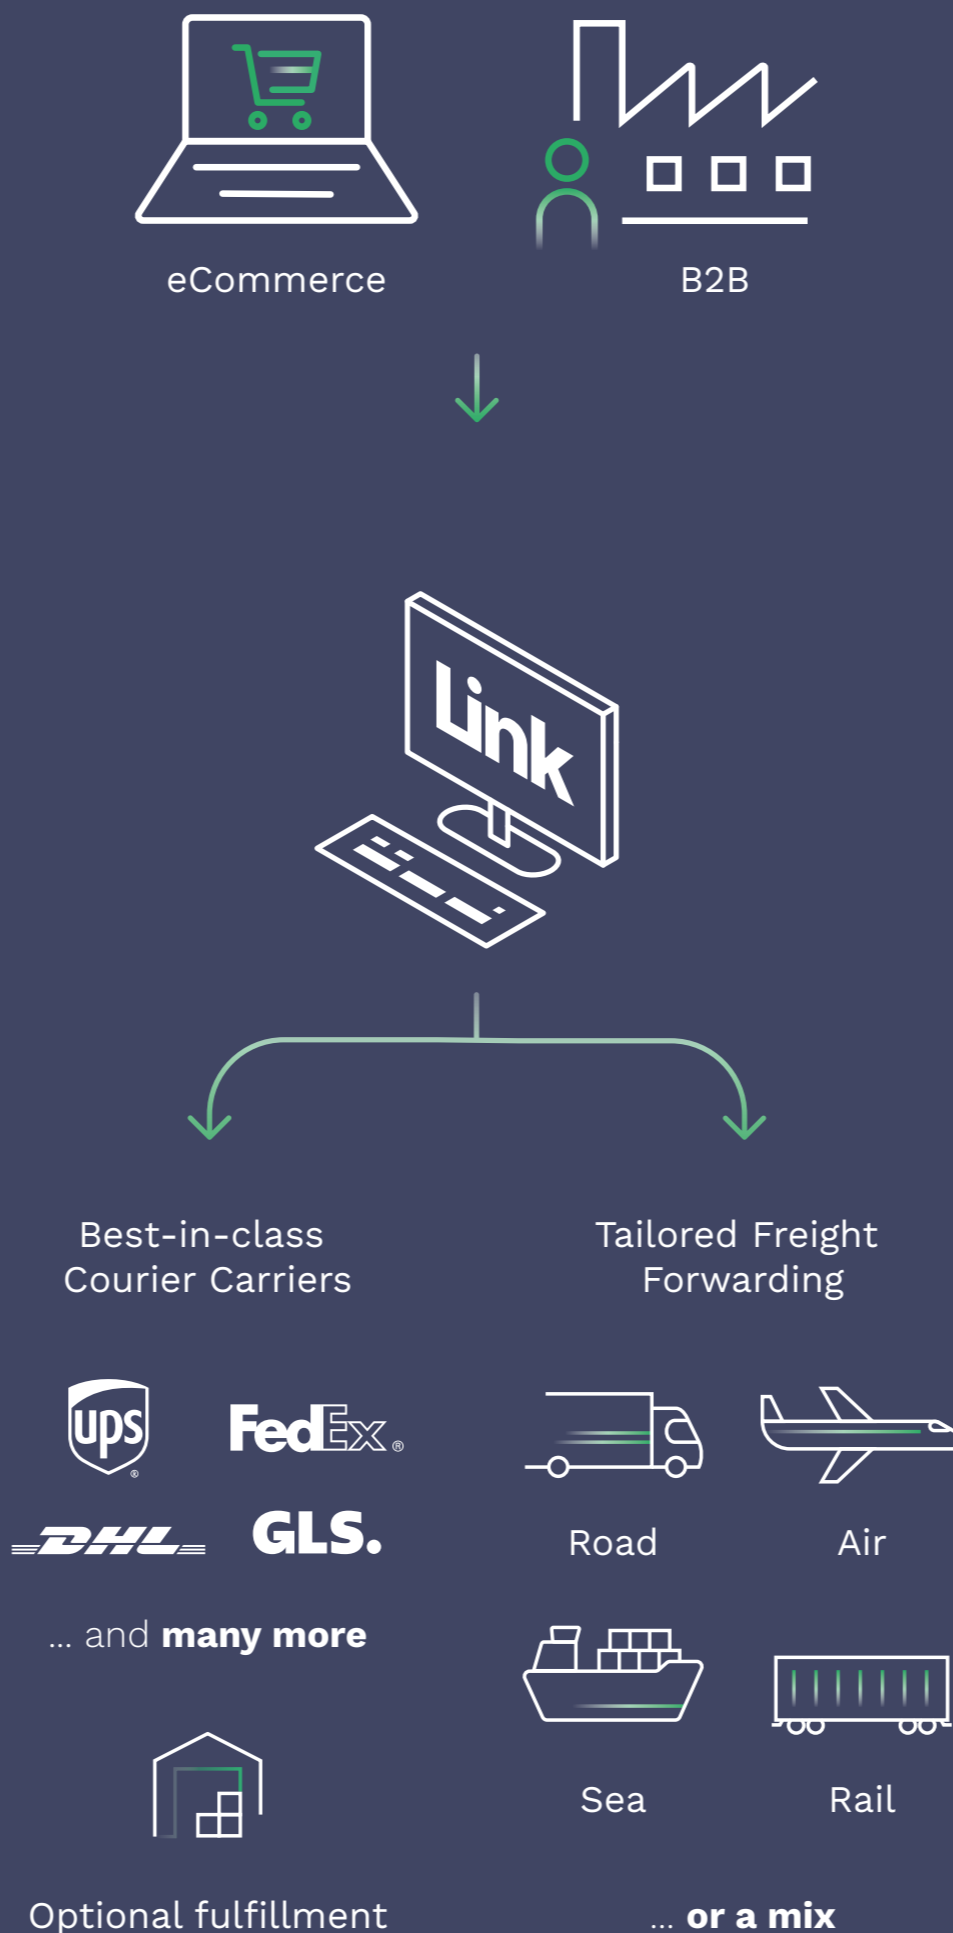 eCommerce
B2B
Link
Best-in-class
Courier Carriers
ups
®
FedEx®
DHL
GLS.
... and many more
Optional fulfillment
Tailored Freight
Forwarding
Road
Air
Sea
Rail
... or a mix